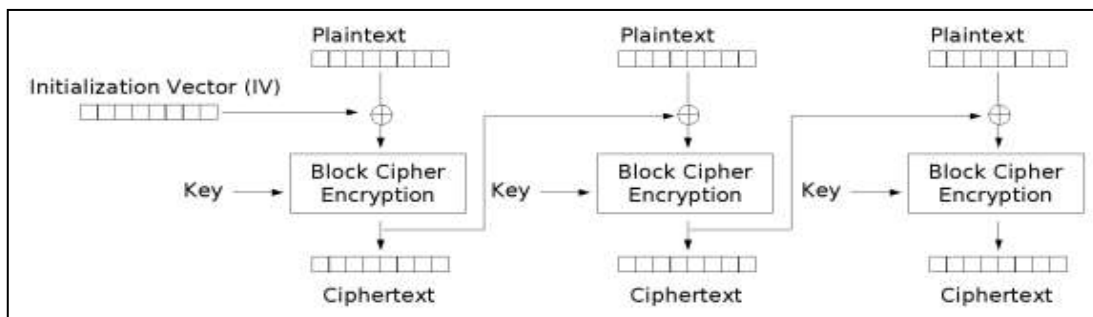 Plaintext
Plaintext
Plaintext
Initialization Vector (IV)
Key
Block Cipher
Encryption
Key
Block Cipher
Encryption
Key
Block Cipher
Encryption
Ciphertext
Ciphertext
Ciphertext